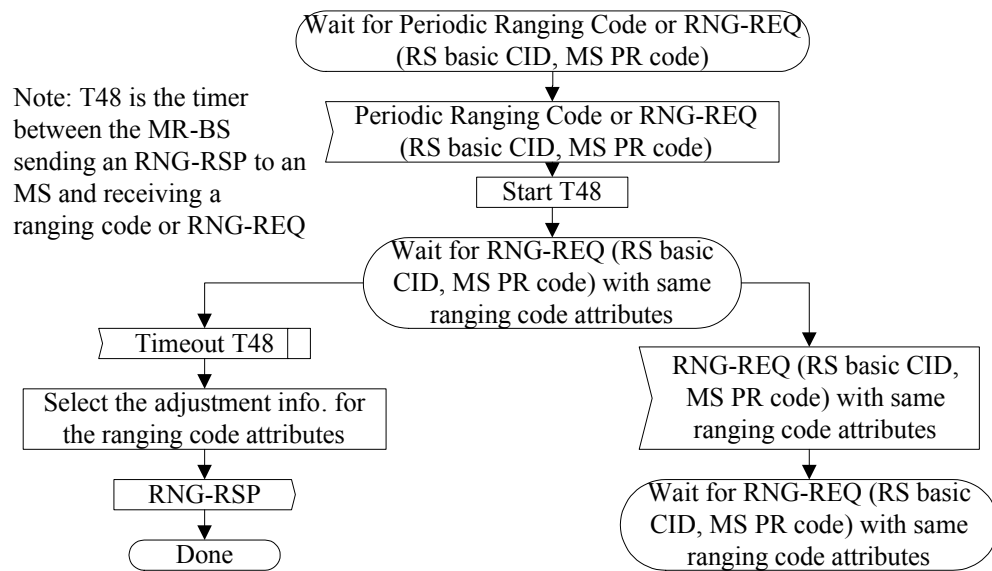 Wait for Periodic Ranging Code or RNG-REQ
(RS basic CID, MS PR code)
Note: T48 is the timer
between the MR-BS
sending an RNG-RSP to an
MS and receiving a
ranging code or RNG-REQ
Periodic Ranging Code or RNG-REQ
(RS basic CID, MS PR code)
Start T48
Wait for RNG-REQ (RS basic
CID, MS PR code) with same
ranging code attributes
Timeout T48
Select the adjustment info. for
the ranging code attributes
RNG-RSP
Done
RNG-REQ (RS basic CID,
MS PR code) with same
ranging code attributes
Wait for RNG-REQ (RS basic
CID, MS PR code) with same
ranging code attributes